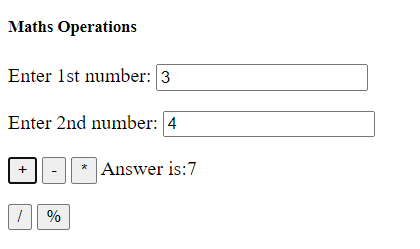 Maths Operations
Enter 1st number: 3
Enter 2nd number: 4
+ - * Answer is:7
/ %